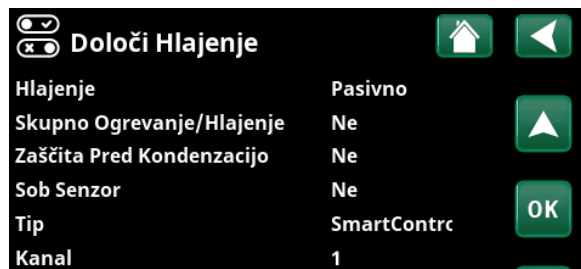 Določi Hlajenje
Hlajenje Pasivno
Skupno Ogrevanje/Hlajenje Ne
Zaščita Pred Kondenzacijo Ne
Sob Senzor Ne
Tip SmartContrc
Kanal 1
OK